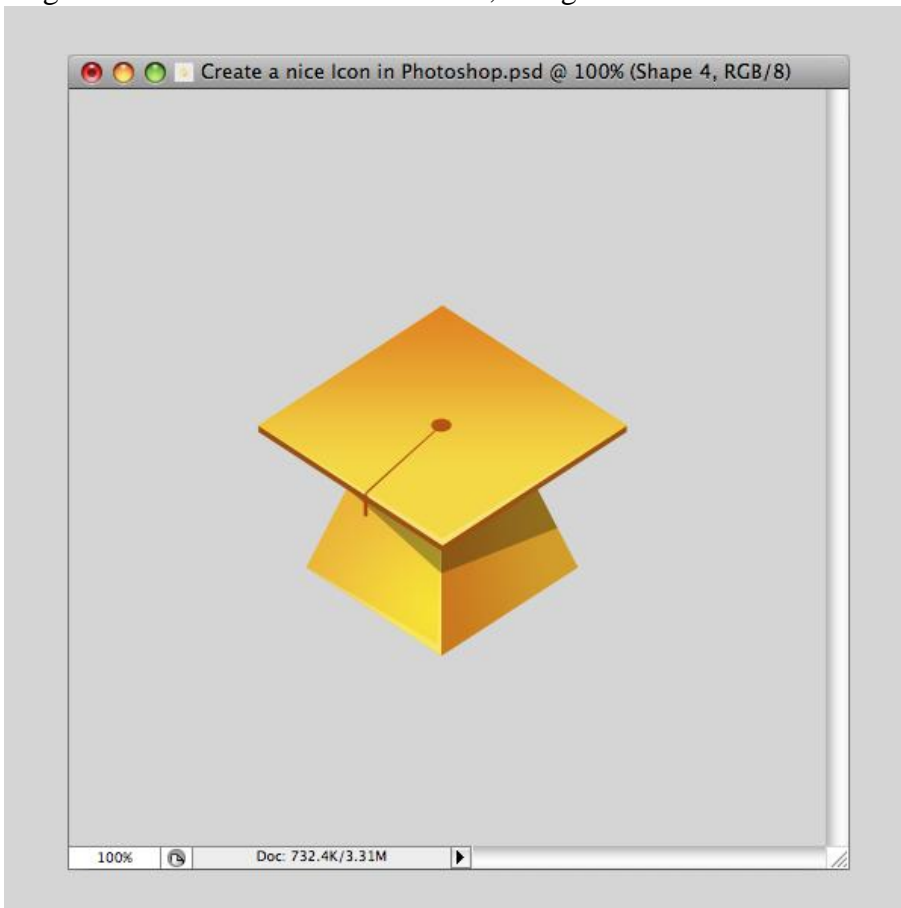 Create a nice Icon in Photoshop.psd @ 100% (Shape 4, RGB/8)
100%
Doc: 732.4K/3.31M